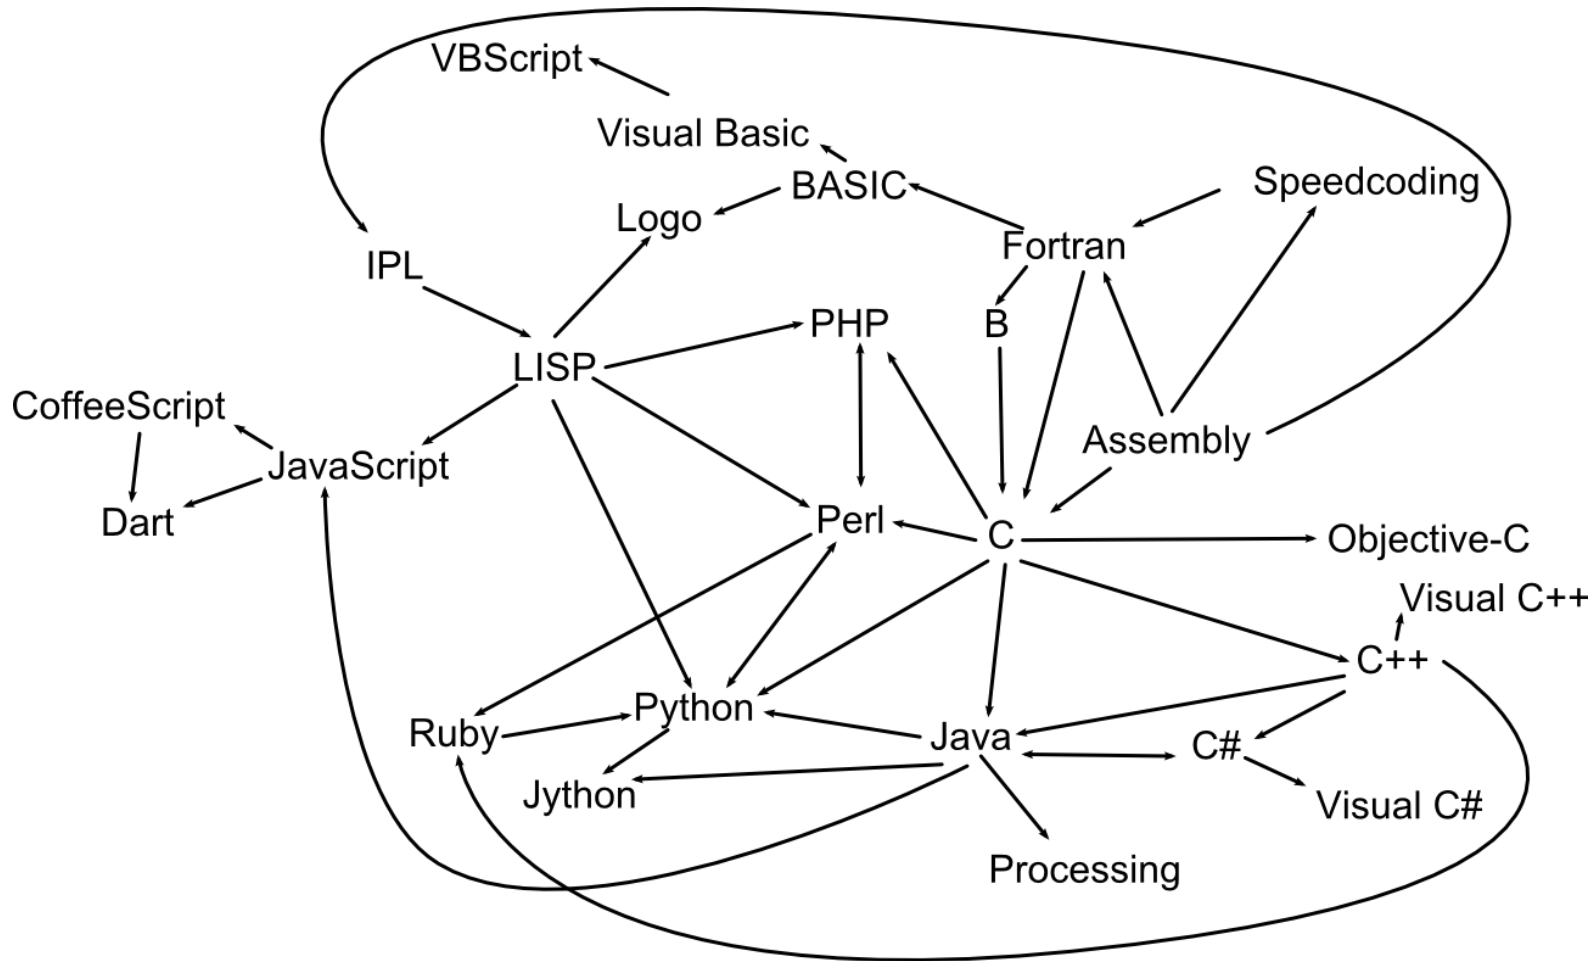 VBScript
Visual Basic
BASIC
Speedcoding
Logo
Fortran
IPL
PHP
B
LISP
CoffeeScript
Assembly
JavaScript
Dart
Perl
C
Objective-C
Visual C++
C++
Python
Ruby
Java
C#
Jython
Visual C#
Processing